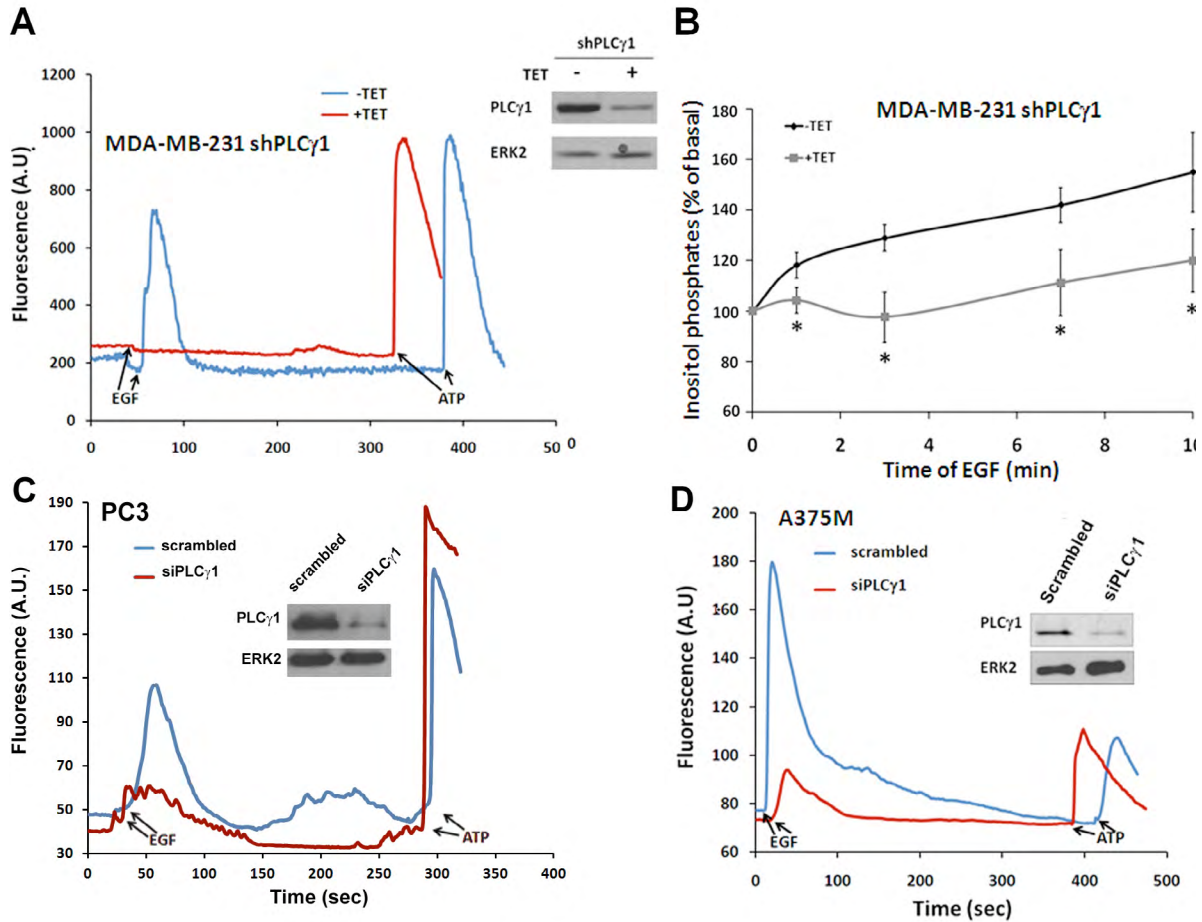 A
shPLCγ1
TET - +
PLCγ1
ERK2
-TET
+TET
MDA-MB-231 shPLCγ1
Fluorescence (A.U)
1200
1000
800
600
400
200
0
EGF
ATP
0 100 200 300 400 50 0
B
MDA-MB-231 shPLCγ1
-TET
+TET
Inositol phosphates (% of basal)
180
160
140
120
100
80
60
* * * *
0 2 4 6 8 10
Time of EGF (min)
C
PC3
scrambled
siPLCγ1
scrambled siPLCγ1
PLCγ1
ERK2
Fluorescence (A.U.)
190
170
150
130
110
90
70
50
30
EGF
ATP
0 50 100 150 200 250 300 350 400
Time (sec)
D
A375M
scrambled
siPLCγ1
Scrambled siPLCγ1
PLCγ1
ERK2
Fluorescence (A.U)
200
180
160
140
120
100
80
60
EGF
ATP
0 100 200 300 400 500
Time (sec)